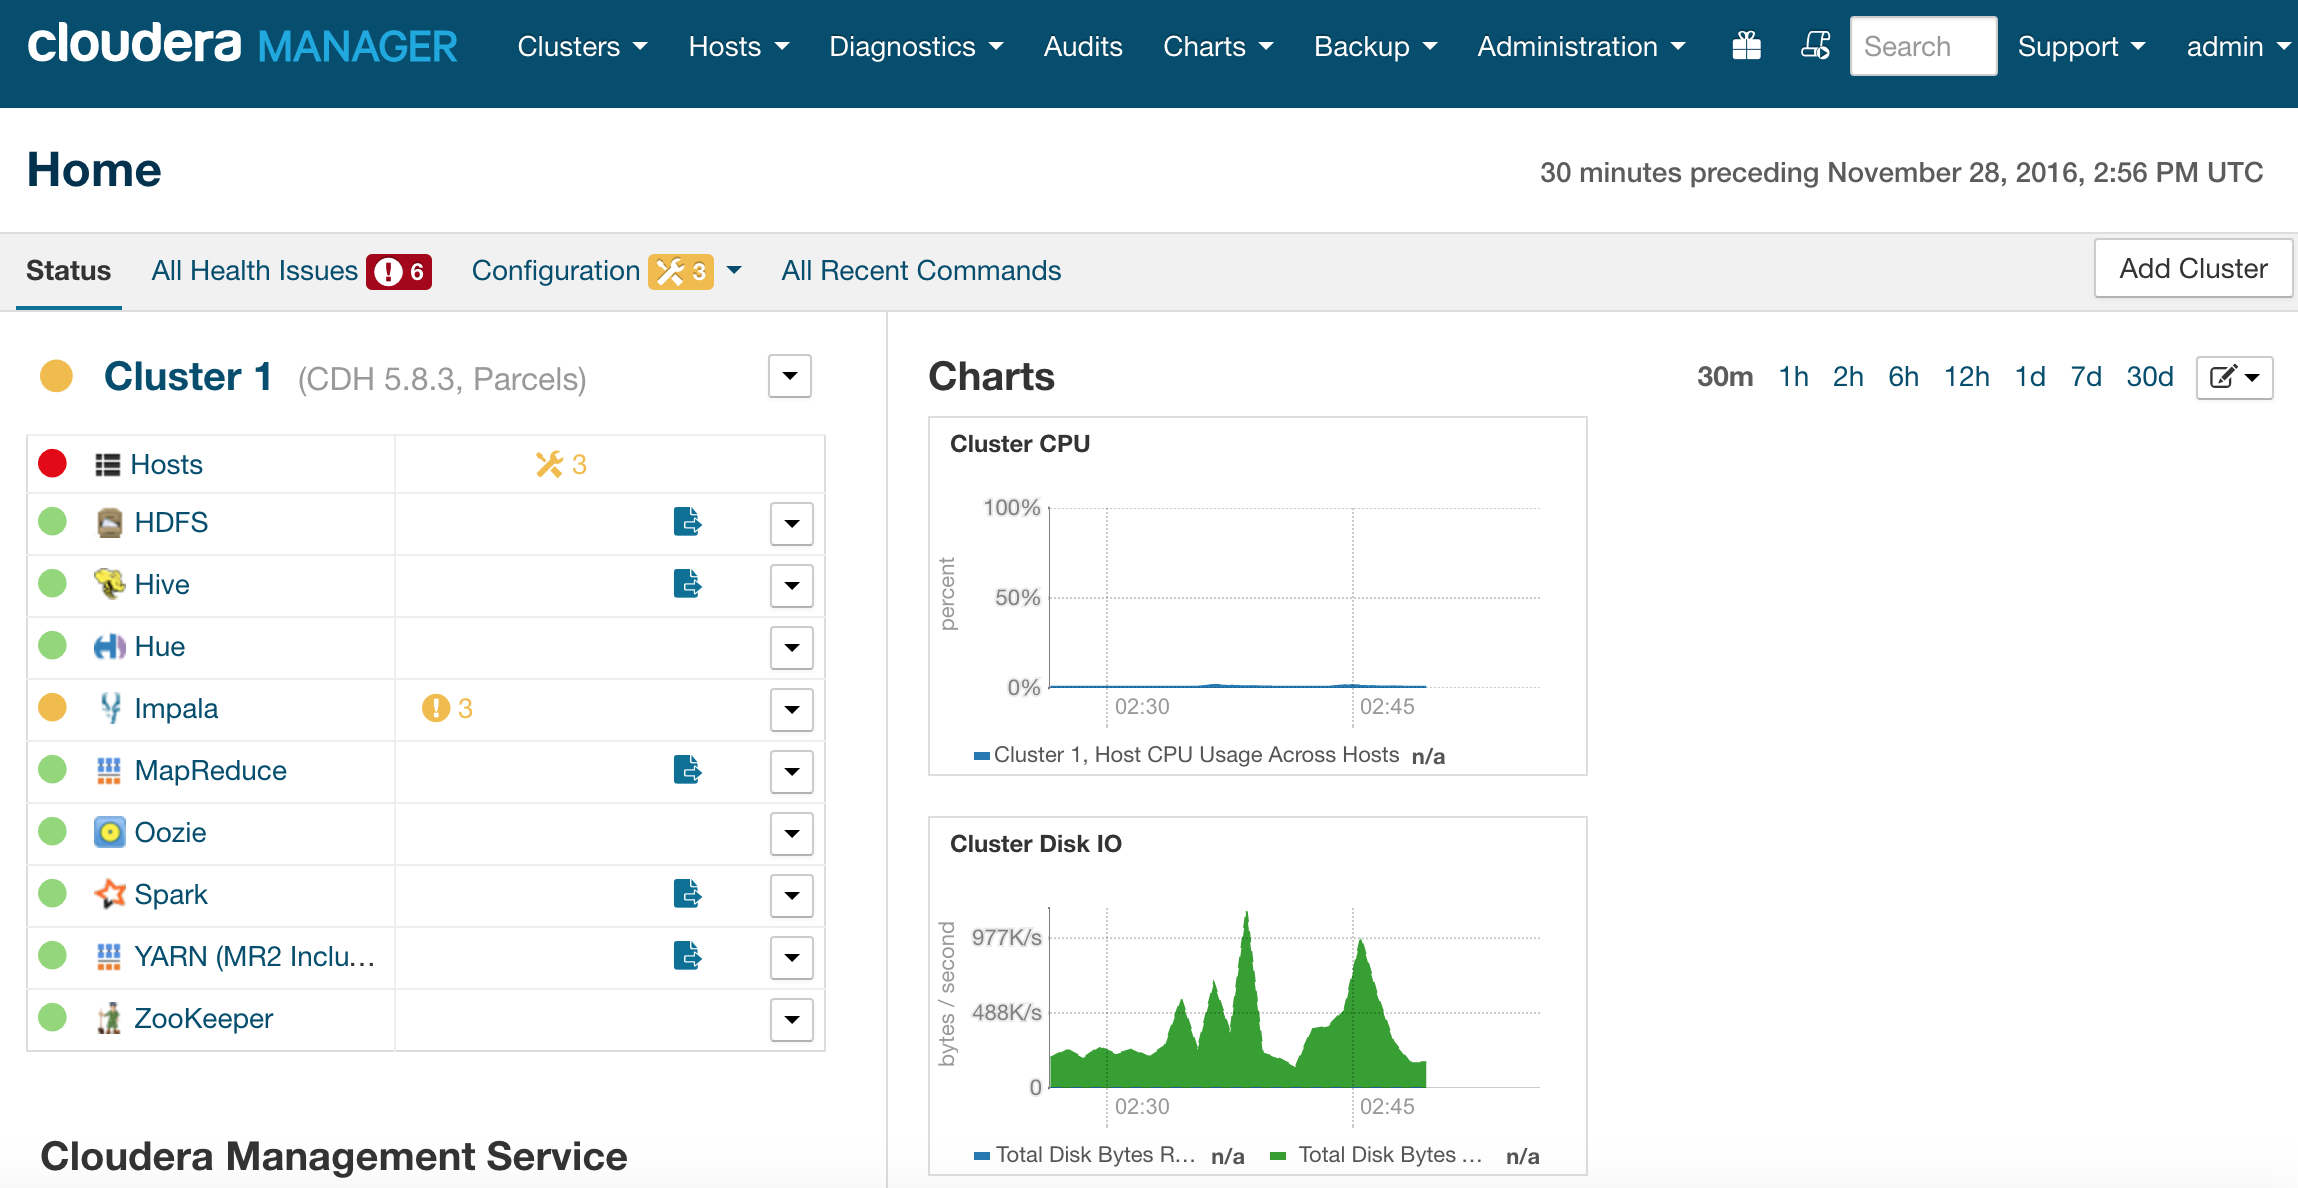 cloudera MANAGER Clusters Hosts Diagnostics Audits Charts Backup Administration Search Support admin
Home
30 minutes preceding November 28, 2016, 2:56 PM UTC
Status All Health Issues 6 Configuration 3 All Recent Commands Add Cluster
Cluster 1 (CDH 5.8.3, Parcels)
Hosts 3
HDFS
Hive
Hue
Impala 3
MapReduce
Oozie
Spark
YARN (MR2 Inclu...
ZooKeeper
Cloudera Management Service
Charts 30m 1h 2h 6h 12h 1d 7d 30d
Cluster CPU
percent
100%
50%
0%
02:30 02:45
Cluster 1, Host CPU Usage Across Hosts n/a
Cluster Disk IO
bytes / second
977K/s
488K/s
0
02:30 02:45
Total Disk Bytes R... n/a Total Disk Bytes ... n/a